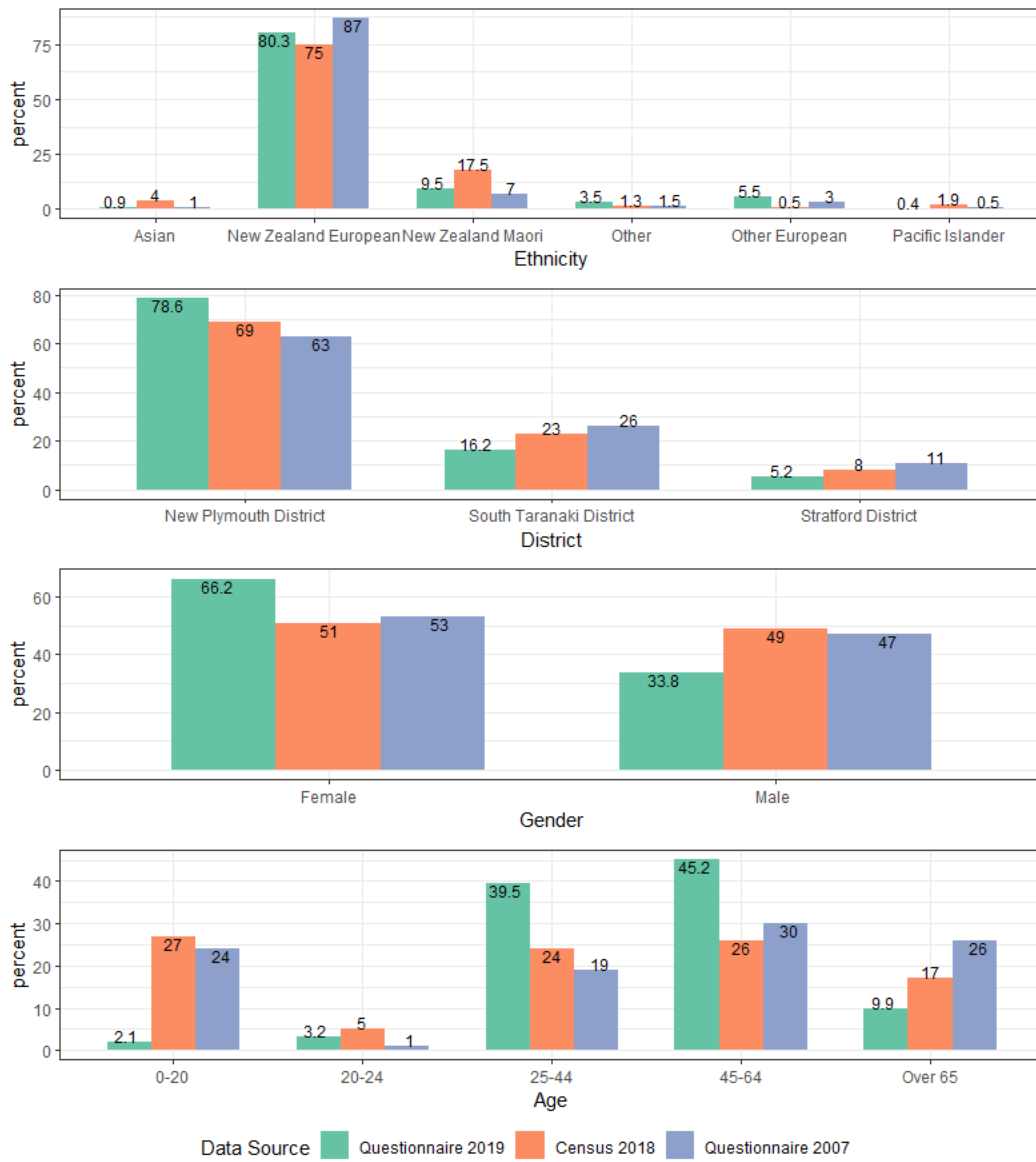 75
50
25
0
percent
0.9 4 1 80.3 75 87 9.5 17.5 7 3.5 1.3 1.5 5.5 0.5 3 0.4 1.9 0.5
Asian New Zealand European New Zealand Maori Other Other European Pacific Islander
Ethnicity
80
60
40
20
0
percent
78.6 69 63 16.2 23 26 5.2 8 11
New Plymouth District South Taranaki District Stratford District
District
60
40
20
0
percent
66.2 51 53 33.8 49 47
Female Male
Gender
40
30
20
10
0
percent
2.1 27 24 3.2 5 1 39.5 24 19 45.2 26 30 9.9 17 26
0-20 20-24 25-44 45-64 Over 65
Age
Data Source Questionnaire 2019 Census 2018 Questionnaire 2007